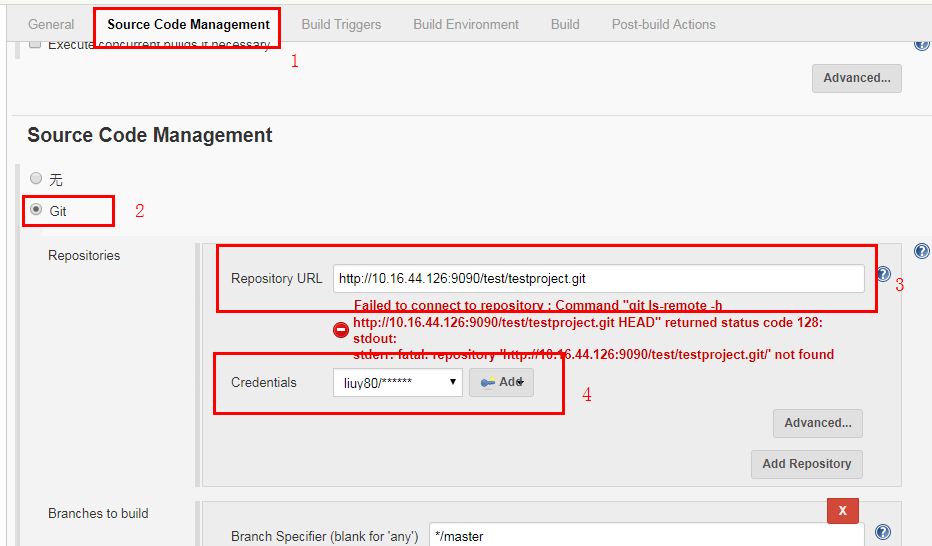 General Source Code Management Build Triggers Build Environment Build Post-build Actions
Execute concurrent builds if necessary
1
Advanced...
Source Code Management
无
Git
2
Repositories
Repository URL http://10.16.44.126:9090/test/testproject.git
3
Failed to connect to repository : Command "git ls-remote -h
http://10.16.44.126:9090/test/testproject.git HEAD" returned status code 128:
stdout:
stderr: fatal: repository 'http://10.16.44.126:9090/test/testproject.git/' not found
Credentials liuy80/****** Add
4
Advanced...
Add Repository
Branches to build
X
Branch Specifier (blank for 'any') */master